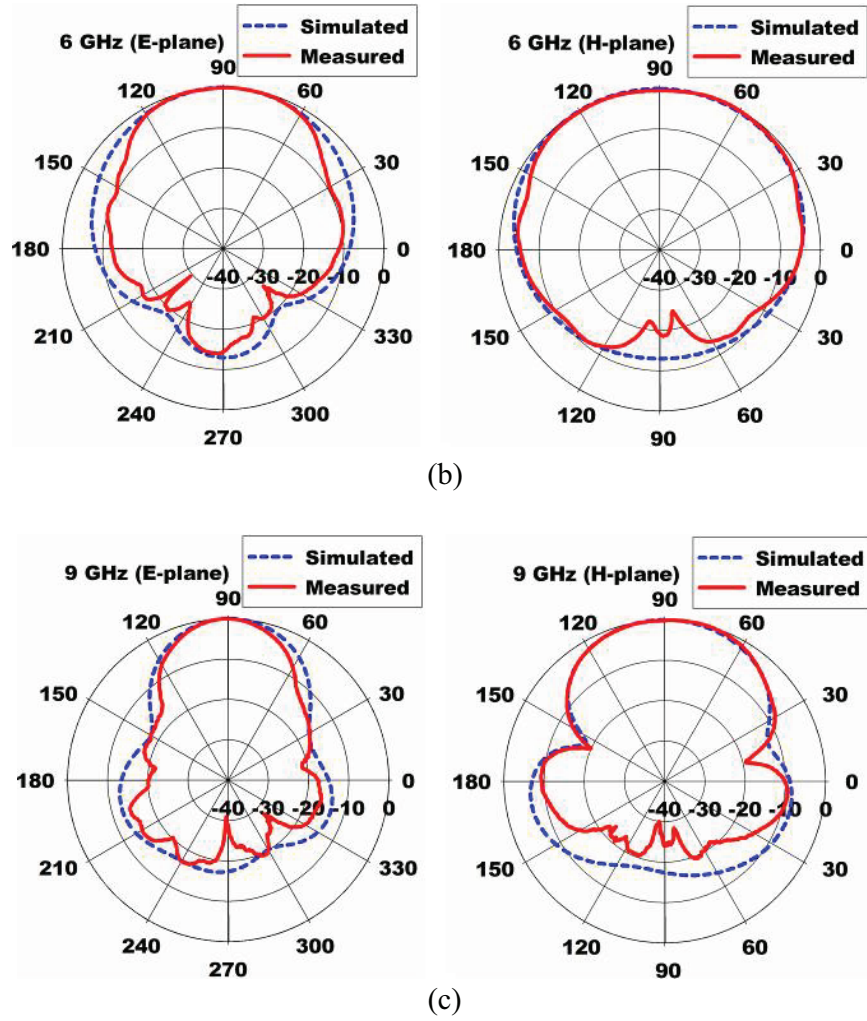 6 GHz (E-plane)
Simulated
Measured
90
120 60
150 30
180 0
-40 -30 -20 -10 0
210 330
240 300
270
6 GHz (H-plane)
Simulated
Measured
90
120 60
150 30
180 0
-40 -30 -20 -10 0
150 30
120 60
90
(b)
9 GHz (E-plane)
Simulated
Measured
90
120 60
150 30
180 0
-40 -30 -20 -10 0
210 330
240 300
270
9 GHz (H-plane)
Simulated
Measured
90
120 60
150 30
180 0
-40 -30 -20 -10 0
150 30
120 60
90
(c)